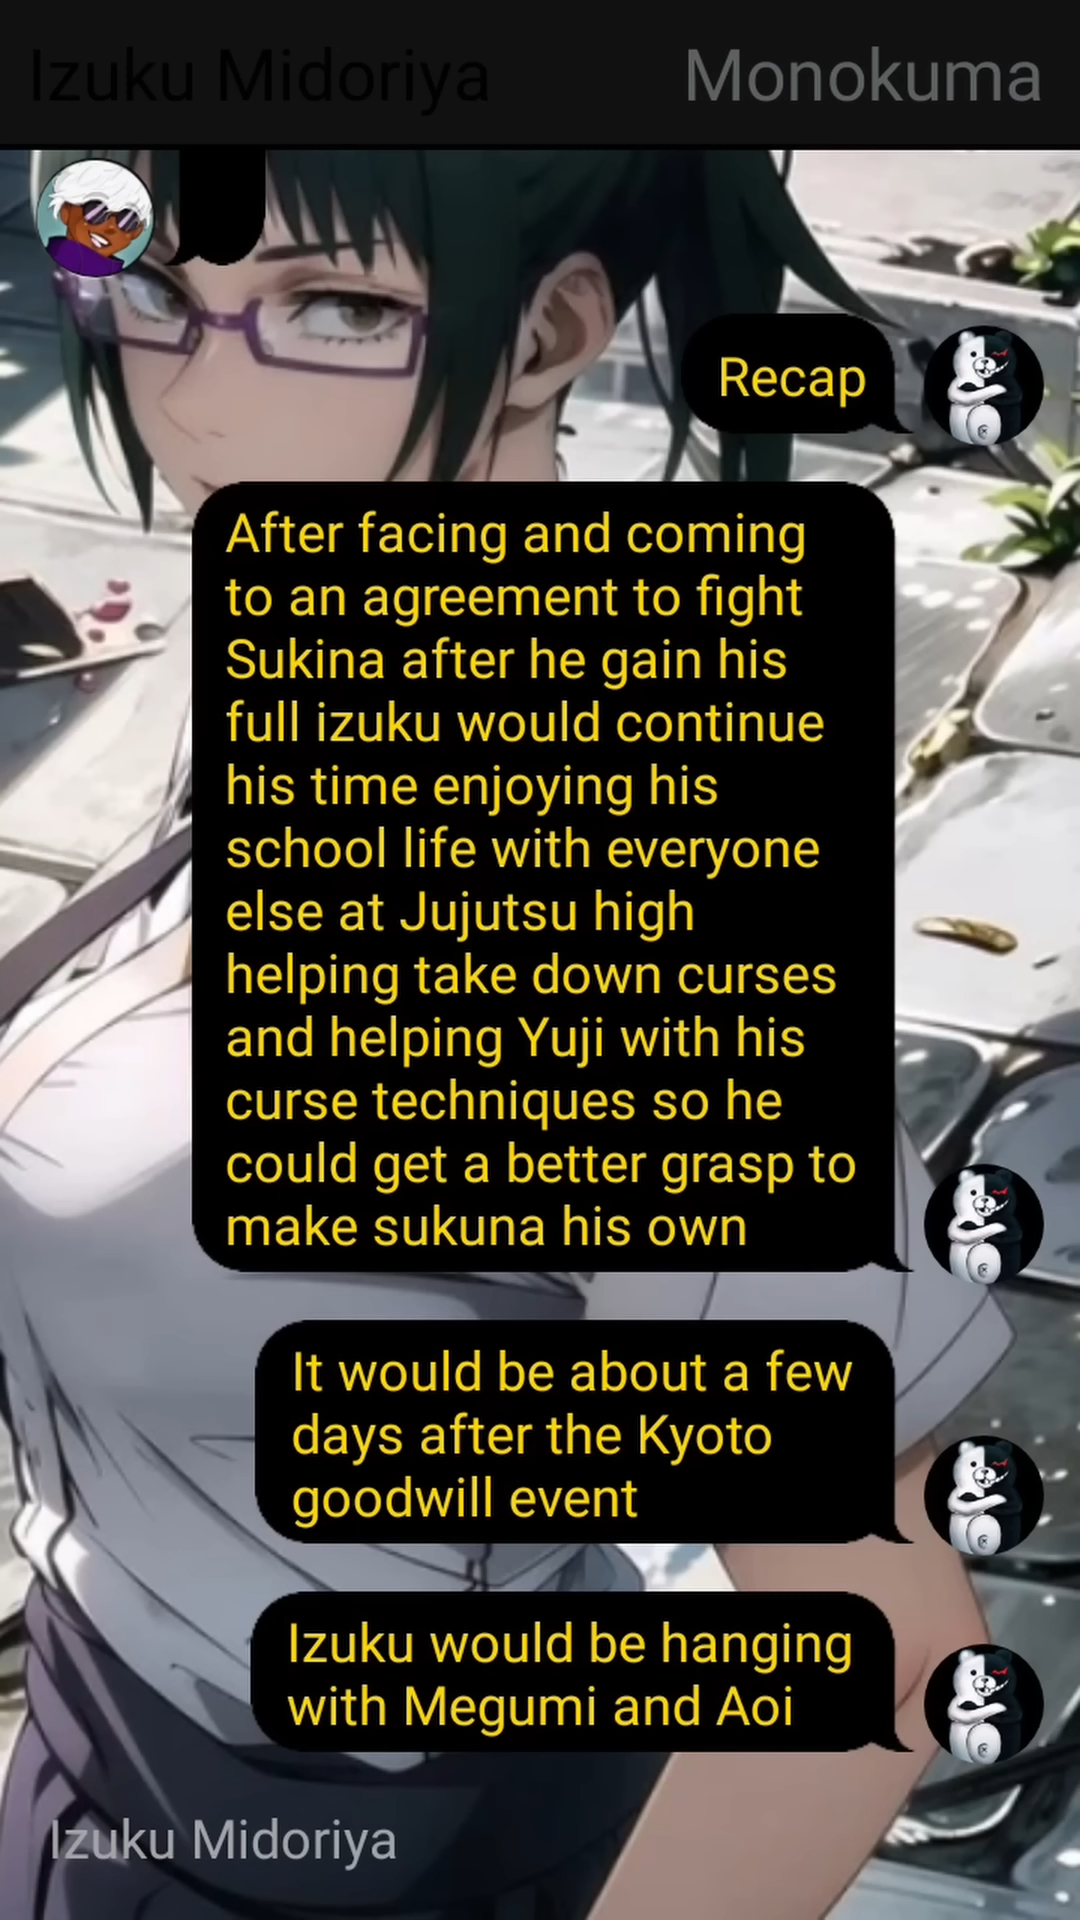 Izuku Midoriya
Monokuma
Recap
After facing and coming
to an agreement to fight
Sukina after he gain his
full izuku would continue
his time enjoying his
school life with everyone
else at Jujutsu high
helping take down curses
and helping Yuji with his
curse techniques so he
could get a better grasp to
make sukuna his own
It would be about a few
days after the Kyoto
goodwill event
Izuku would be hanging
with Megumi and Aoi
Izuku Midoriya